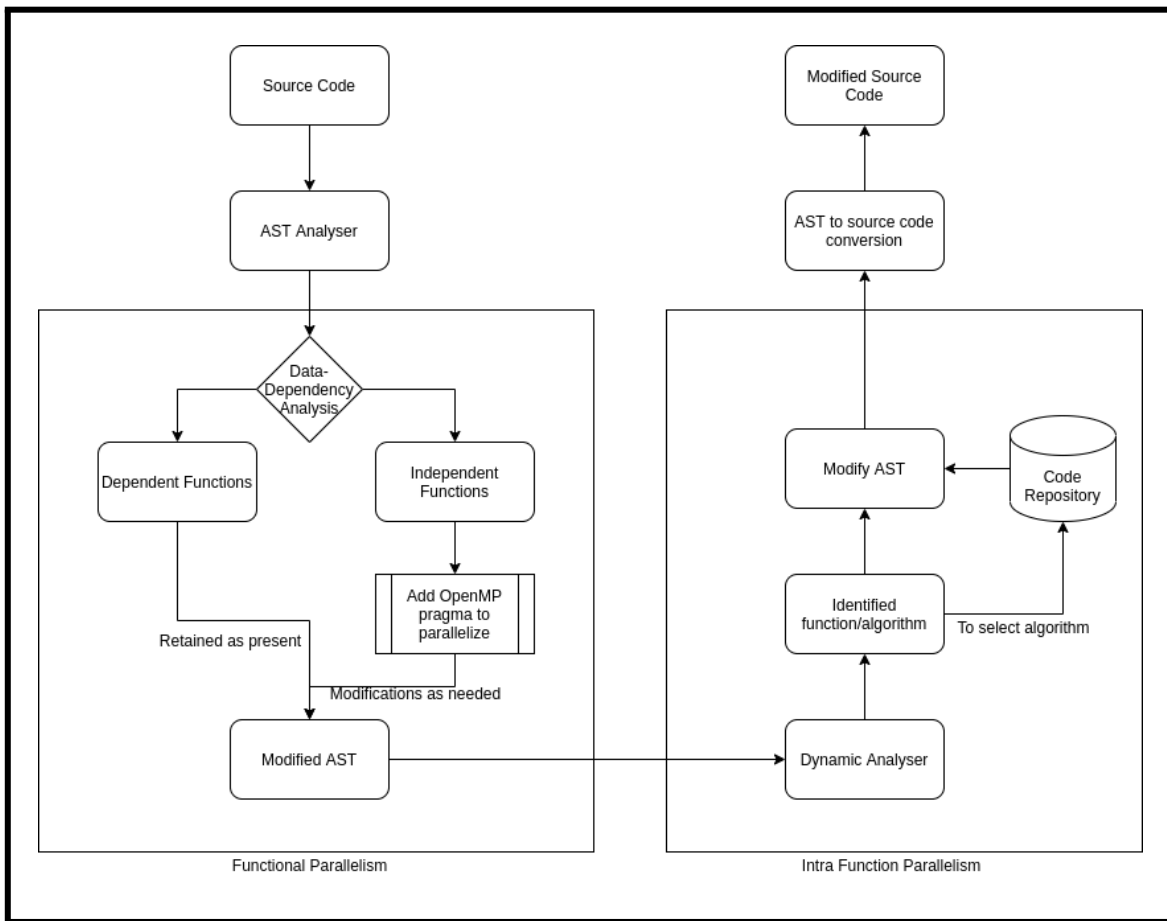 Source Code
AST Analyser
Data-
Dependency
Analysis
Dependent Functions
Independent
Functions
Add OpenMP
pragma to
parallelize
Retained as present
Modifications as needed
Modified AST
Functional Parallelism
Modified Source
Code
AST to source code
conversion
Modify AST
Code
Repository
Identified
function/algorithm
To select algorithm
Dynamic Analyser
Intra Function Parallelism